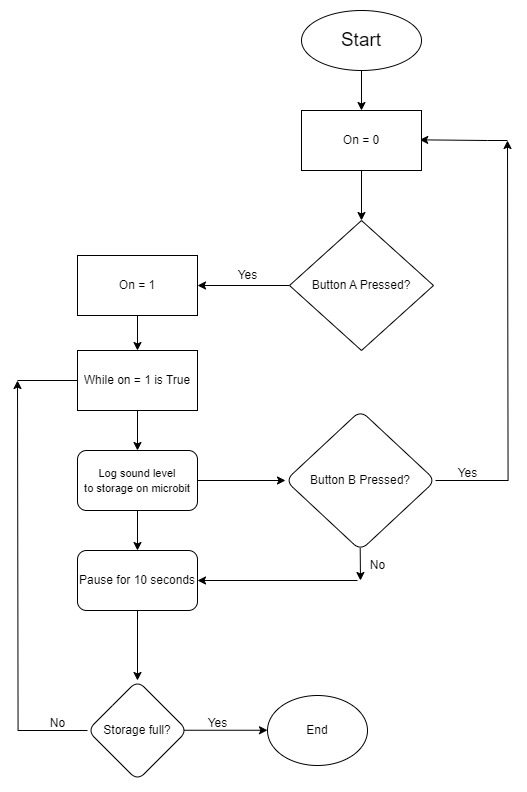 Start
On = 0
Button A Pressed?
Yes
On = 1
While on = 1 is True
Log sound level
to storage on microbit
Button B Pressed?
Yes
No
Pause for 10 seconds
Storage full?
No
Yes
End